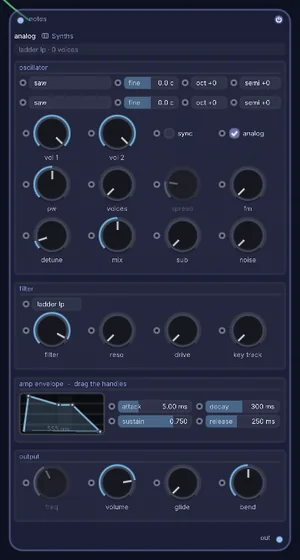 notes
analog Synths
ladder lp · 0 voices
oscillator
saw fine 0.0 c oct +0 semi +0
saw fine 0.0 c oct +0 semi +0
vol 1 vol 2 sync analog
pw voices spread fm
detune mix sub noise
filter
ladder lp
filter reso drive key track
amp envelope - drag the handles
attack 5.00 ms decay 300 ms
sustain 0.750 release 250 ms
output
freq volume glide bend
out